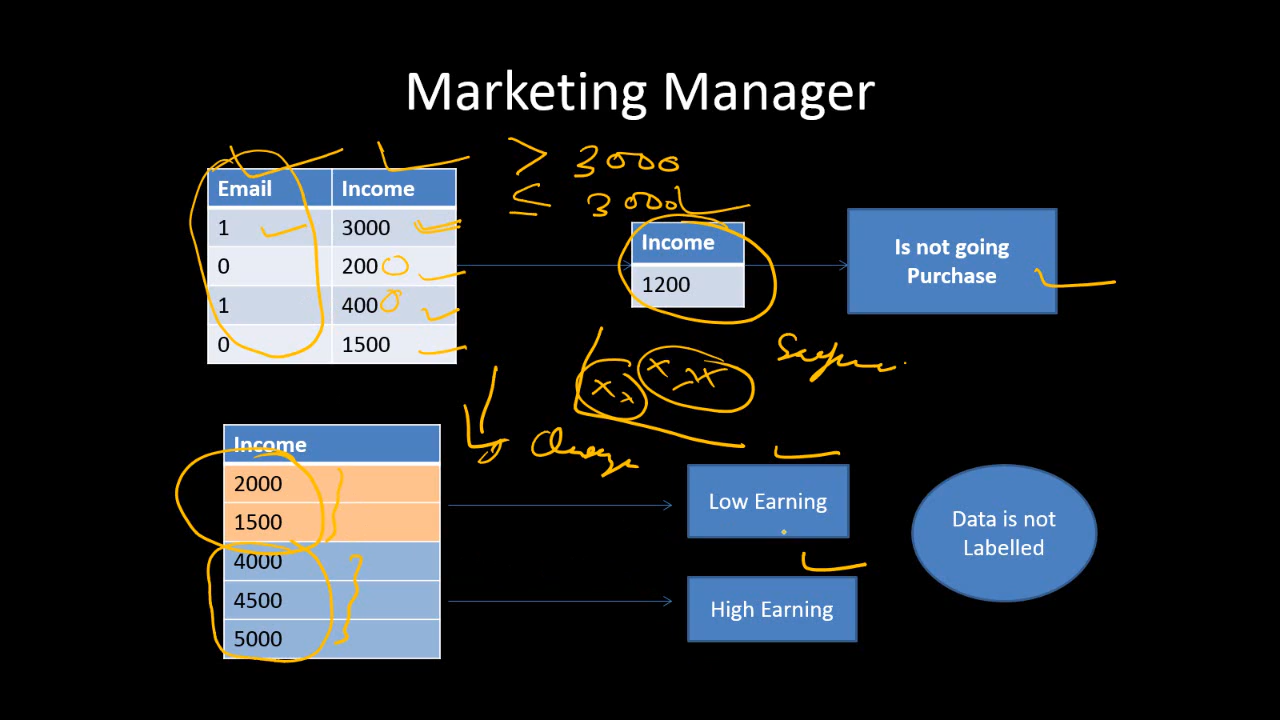 Marketing Manager
> 3000
≤ 3000
Email Income
1 3000
0 2000
1 4000
0 1500
Income
1200
Is not going
Purchase
x x x x
Income
2000
1500
4000
4500
5000
Low Earning
High Earning
Data is not
Labelled